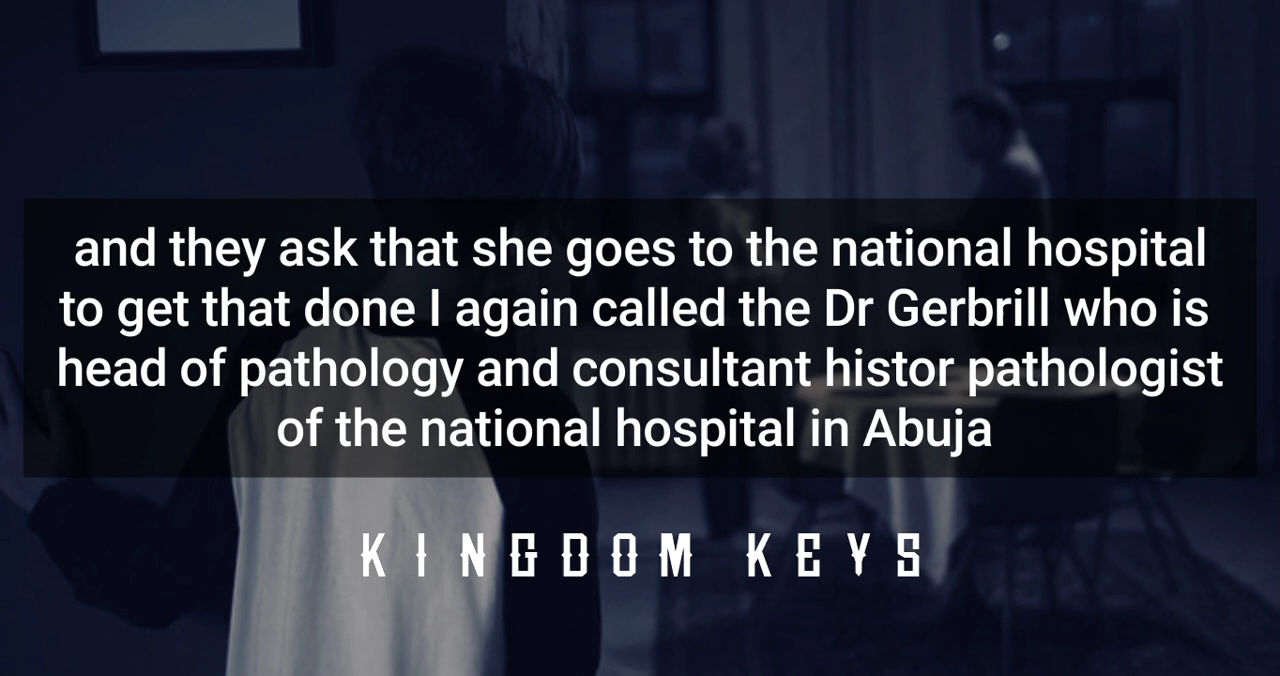 and they ask that she goes to the national hospital
to get that done I again called the Dr Gerbrill who is
head of pathology and consultant histor pathologist
of the national hospital in Abuja
KINGDOM KEYS